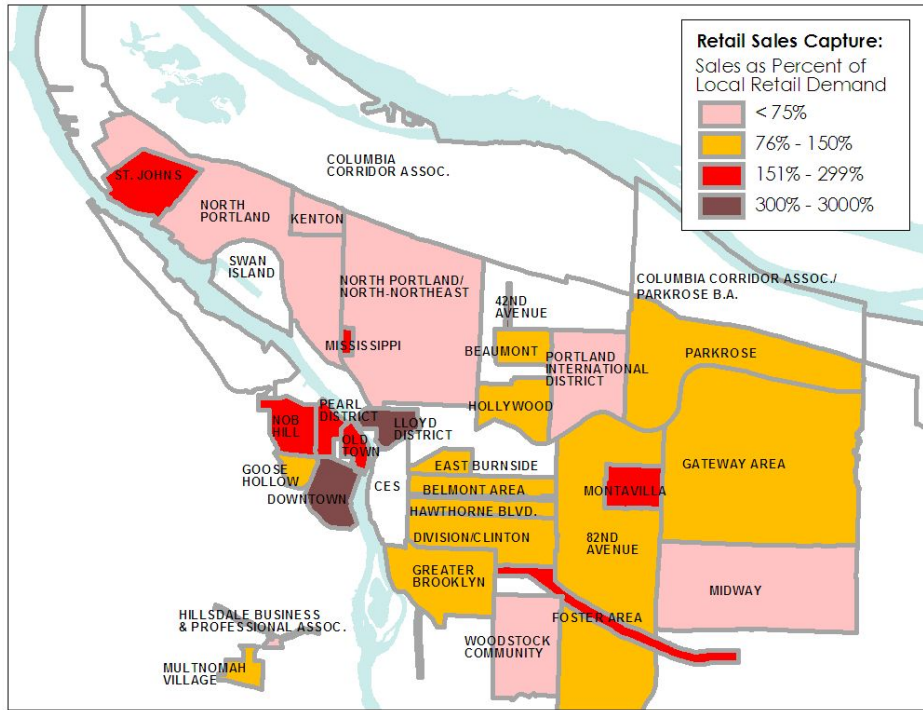 Retail Sales Capture:
Sales as Percent of
Local Retail Demand
< 75%
76% - 150%
151% - 299%
300% - 3000%
COLUMBIA
CORRIDOR ASSOC.
ST. JOHNS
NORTH
PORTLAND
KENTON
SWAN
ISLAND
NORTH PORTLAND/
NORTH-NORTHEAST
COLUMBIA CORRIDOR ASSOC./
PARKROSE B.A.
42ND
AVENUE
MISSISSIPPI
BEAUMONT
PORTLAND
INTERNATIONAL
DISTRICT
PARKROSE
HOLLYWOOD
PEARL
DISTRICT
NOB
HILL
OLD
TOWN
LLOYD
DISTRICT
GOOSE
HOLLOW
DOWNTOWN
CES
EAST BURNSIDE
BELMONT AREA
HAWTHORNE BLVD.
DIVISION/CLINTON
MONTAVILLA
GATEWAY AREA
82ND
AVENUE
GREATER
BROOKLYN
MIDWAY
FOSTER AREA
HILLSDALE BUSINESS
& PROFESSIONAL ASSOC.
WOODSTOCK
COMMUNITY
MULTNOMAH
VILLAGE